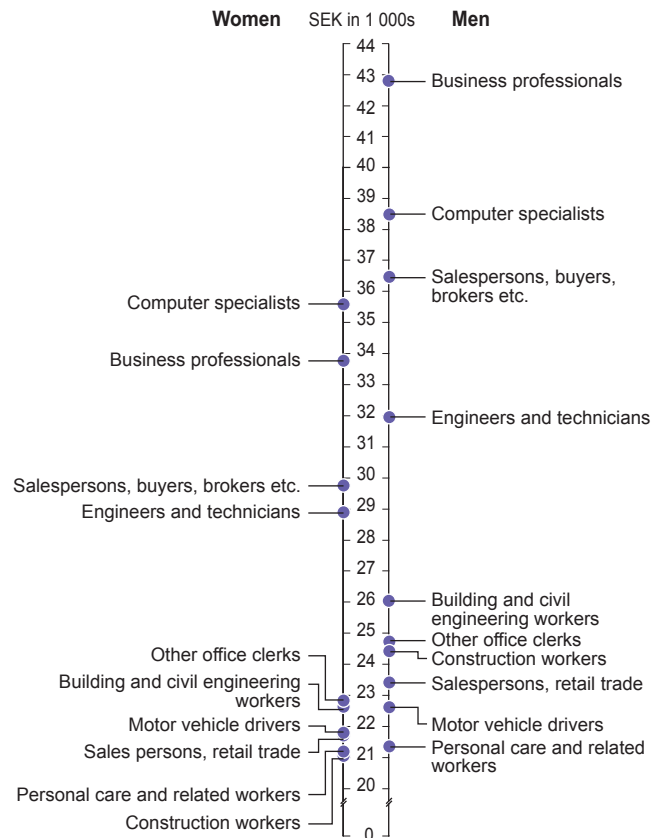 Women SEK in 1 000s Men
44
43
42
41
40
39
38
37
36
35
34
33
32
31
30
29
28
27
26
25
24
23
22
21
20
0
Computer specialists
Business professionals
Salespersons, buyers, brokers etc.
Engineers and technicians
Other office clerks
Building and civil engineering
workers
Motor vehicle drivers
Sales persons, retail trade
Personal care and related workers
Construction workers
Business professionals
Computer specialists
Salespersons, buyers,
brokers etc.
Engineers and technicians
Building and civil
engineering workers
Other office clerks
Construction workers
Salespersons, retail trade
Motor vehicle drivers
Personal care and related
workers